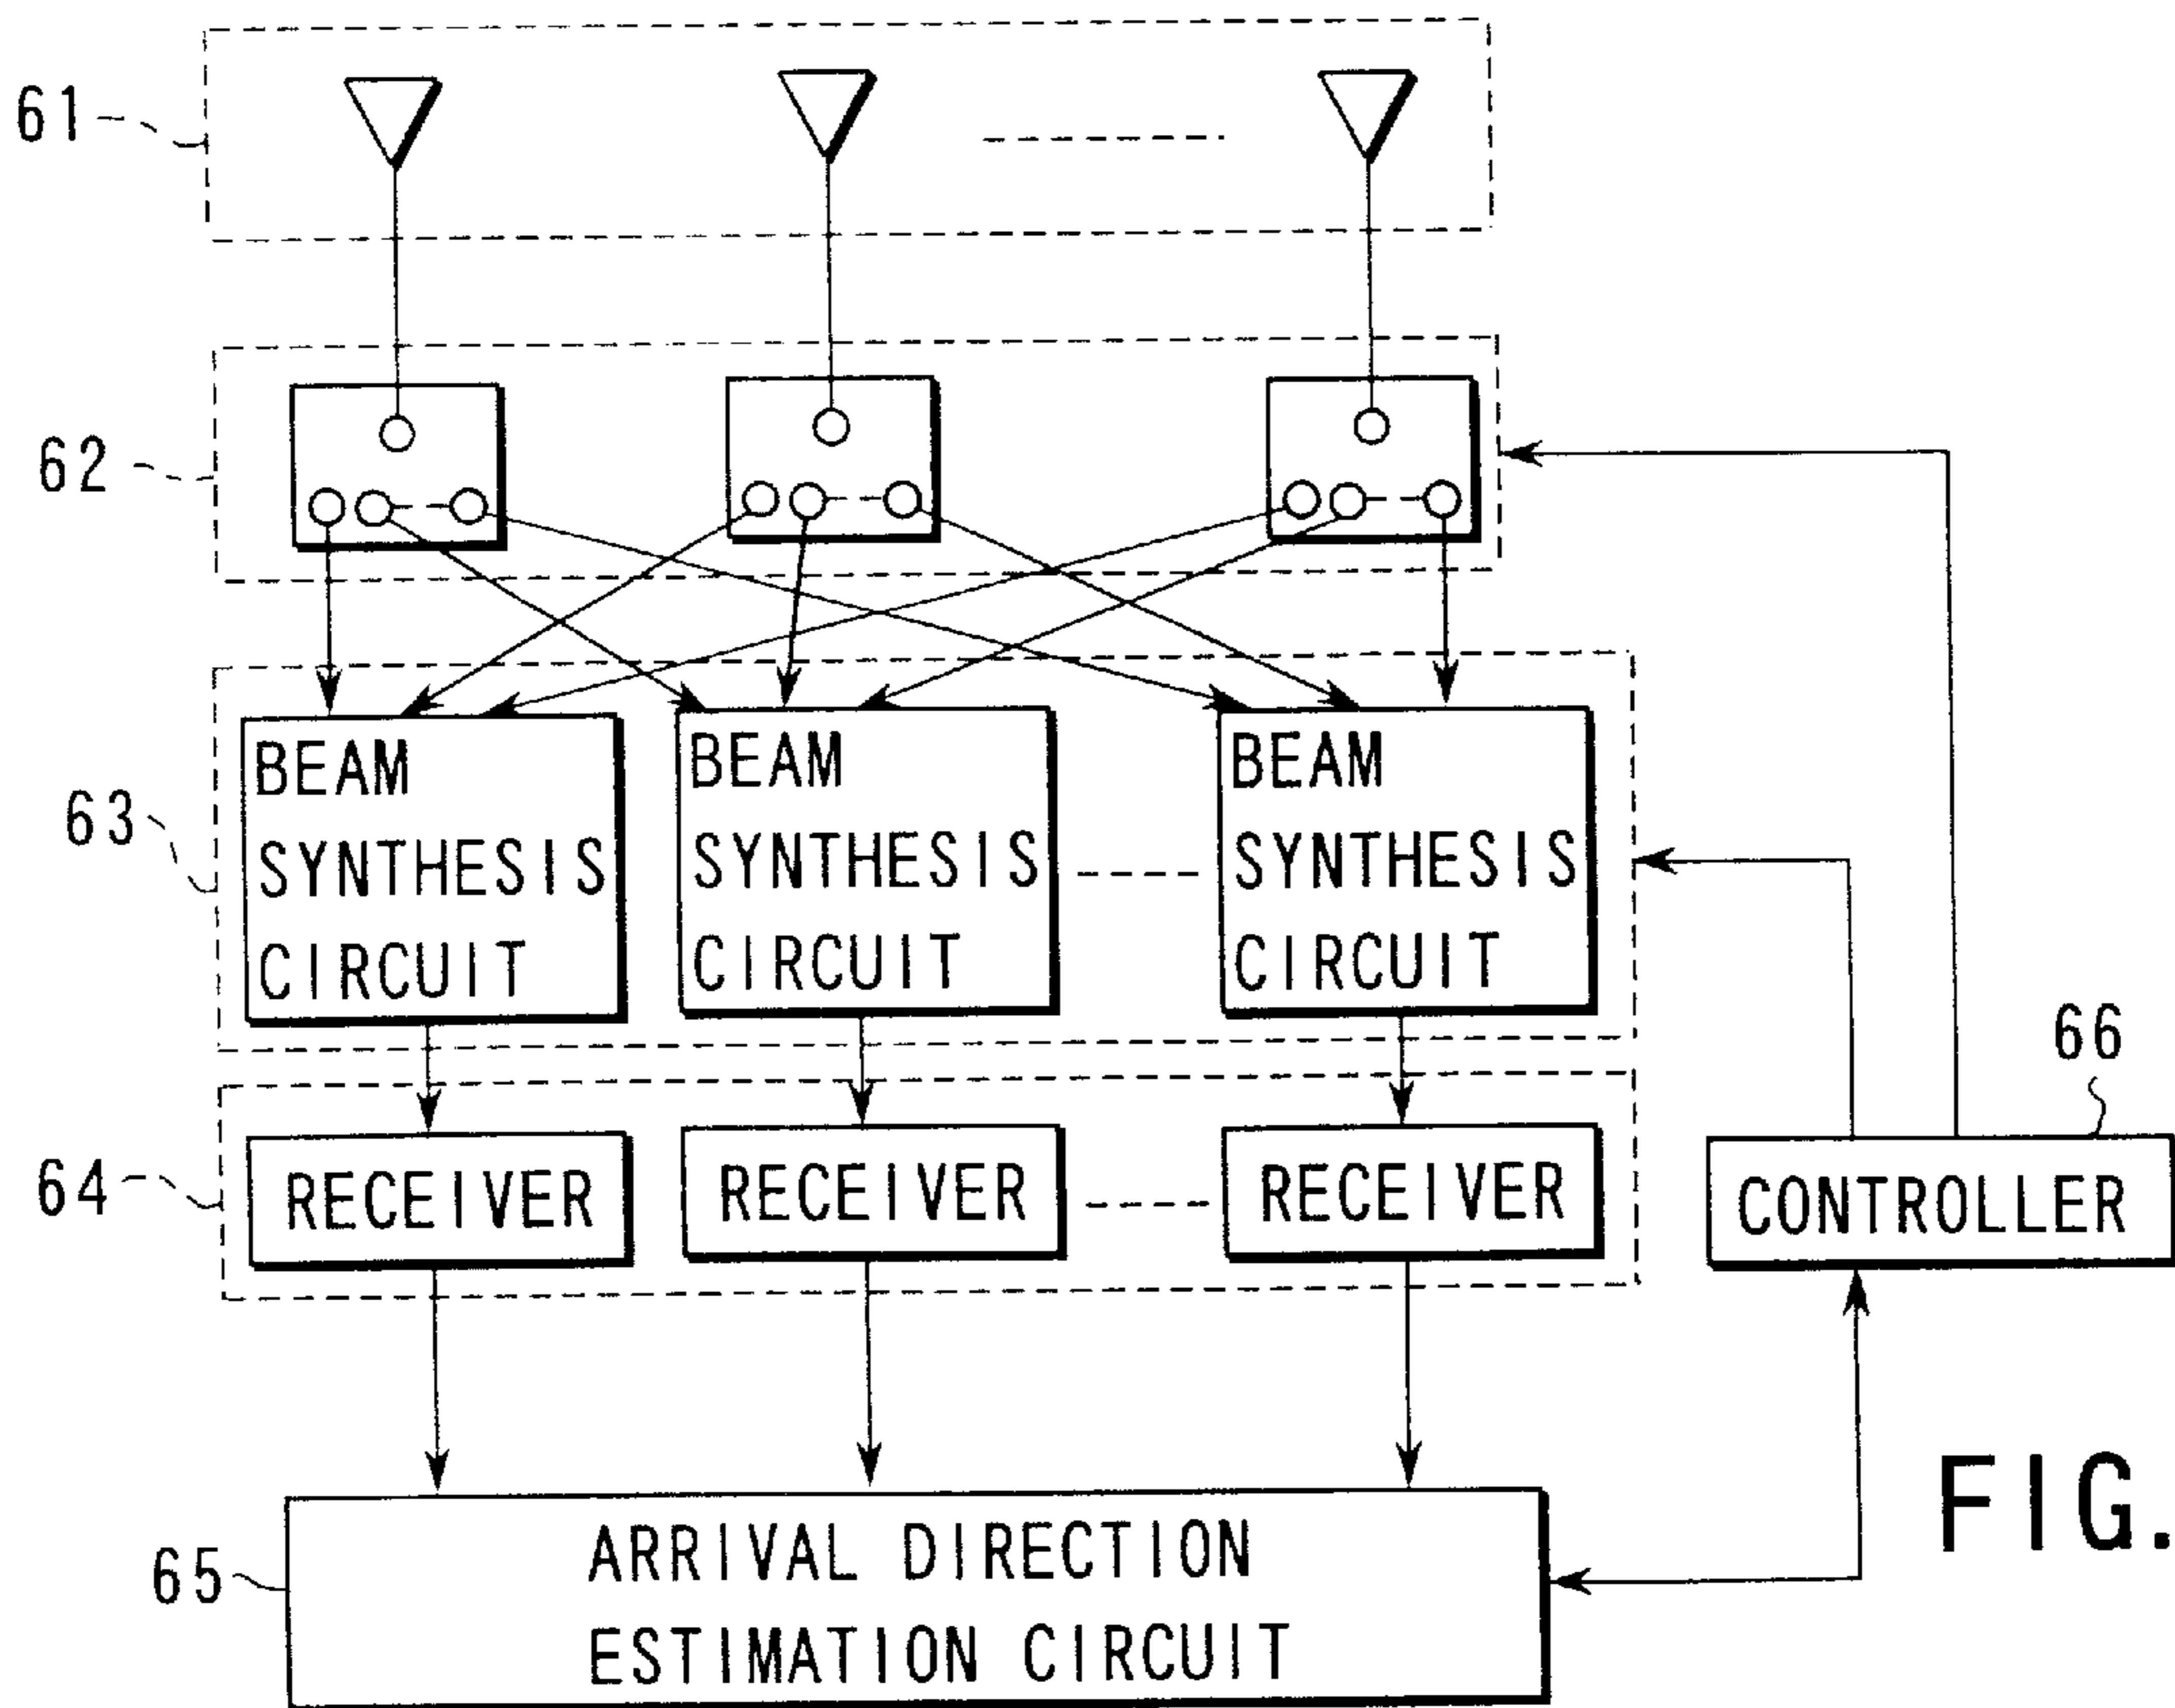 61
62
BEAM
SYNTHESIS
CIRCUIT
BEAM
SYNTHESIS
CIRCUIT
BEAM
SYNTHESIS
CIRCUIT
63
66
64
RECEIVER
RECEIVER
RECEIVER
CONTROLLER
FIG.
65
ARRIVAL DIRECTION
ESTIMATION CIRCUIT